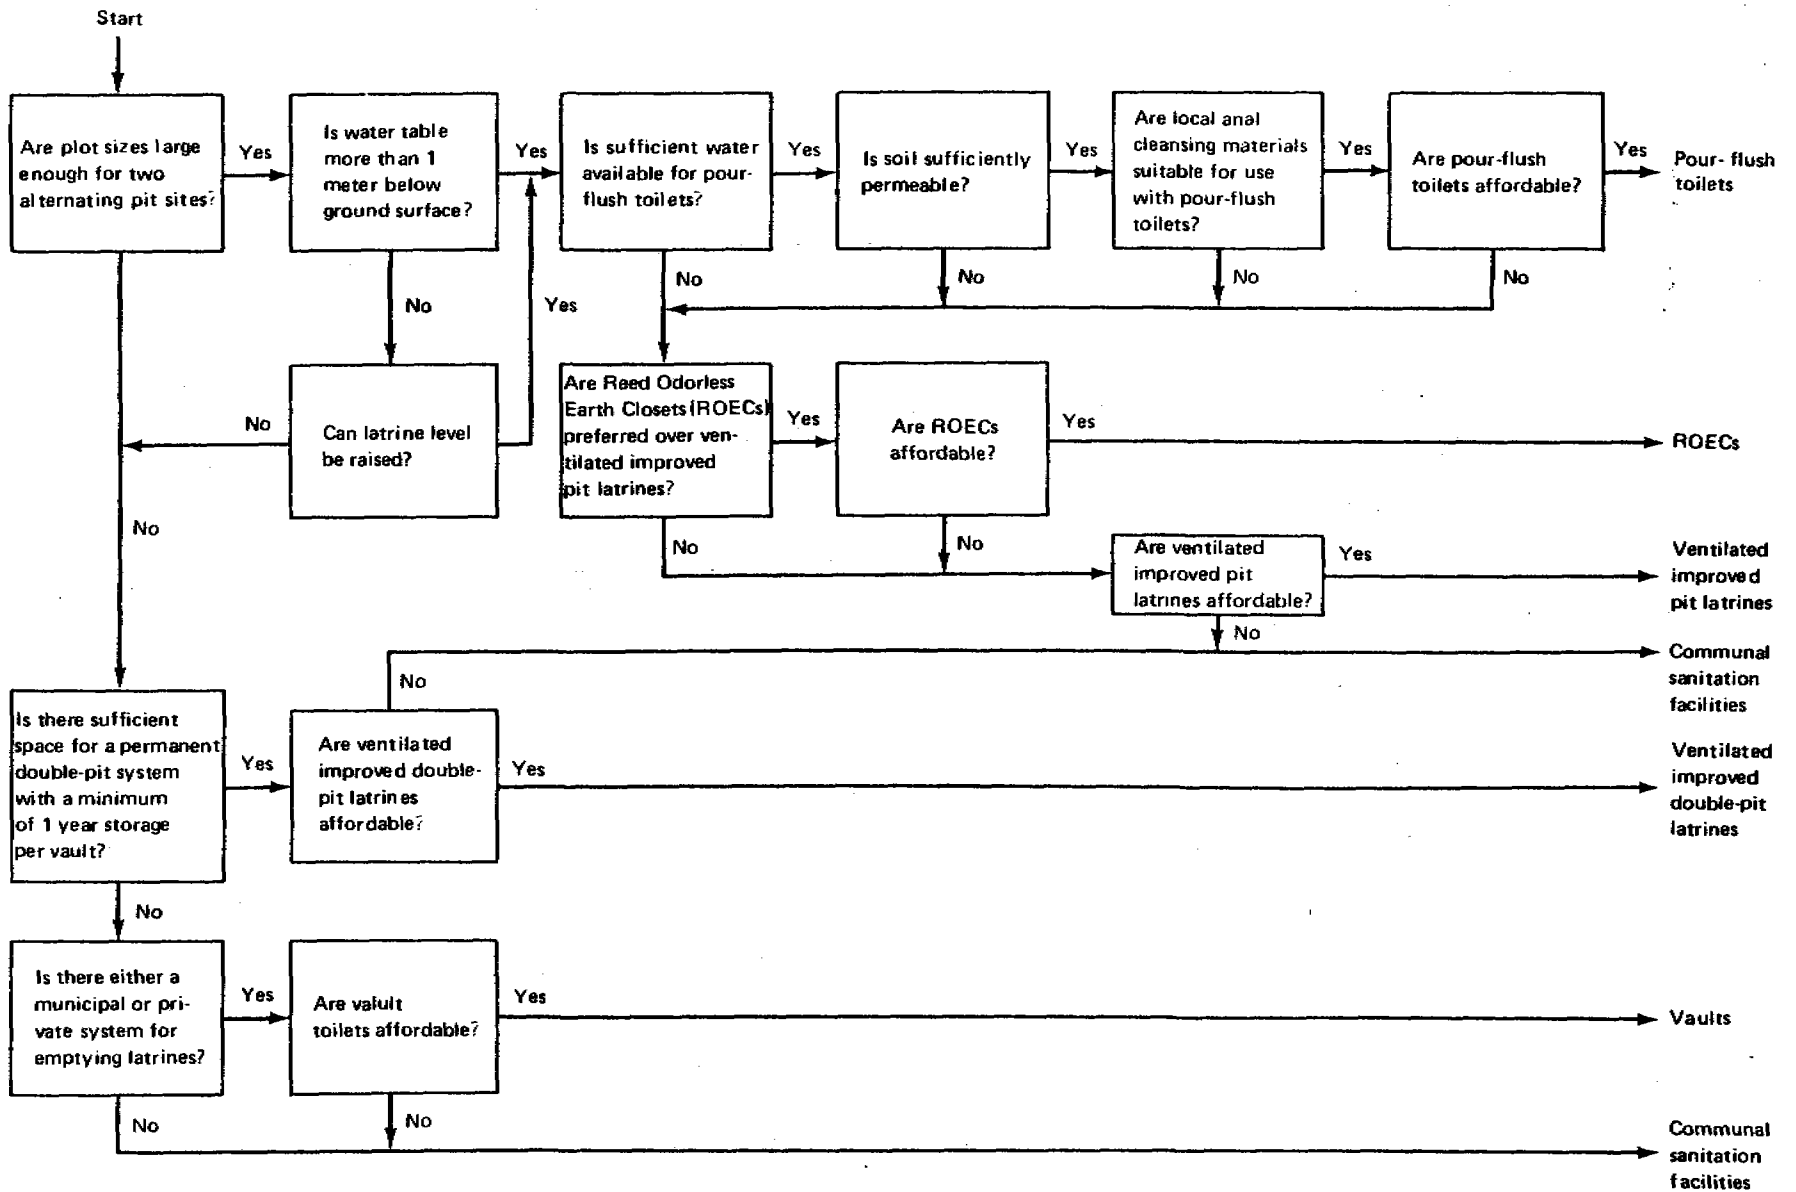 Start
Are plot sizes large
enough for two
alternating pit sites?
Yes
Is water table
more than 1
meter below
ground surface?
Yes
Is sufficient water
available for pour-
flush toilets?
Yes
Is soil sufficiently
permeable?
Yes
Are local anal
cleansing materials
suitable for use
with pour-flush
toilets?
Yes
Are pour-flush
toilets affordable?
Yes
Pour-flush
toilets
No
Yes
No
No
No
No
No
Can latrine level
be raised?
Are Reed Odorless
Earth Closets (ROECs)
preferred over ven-
tilated improved
pit latrines?
Yes
Are ROECs
affordable?
Yes
ROECs
No
No
No
Are ventilated
improved pit
latrines affordable?
Yes
Ventilated
improved
pit latrines
No
Communal
sanitation
facilities
No
Is there sufficient
space for a permanent
double-pit system
with a minimum
of 1 year storage
per vault?
Yes
Are ventilated
improved double-
pit latrines
affordable?
Yes
Ventilated
improved
double-pit
latrines
No
Is there either a
municipal or pri-
vate system for
emptying latrines?
Yes
Are valult
toilets affordable?
Yes
Vaults
No
No
Communal
sanitation
facilities